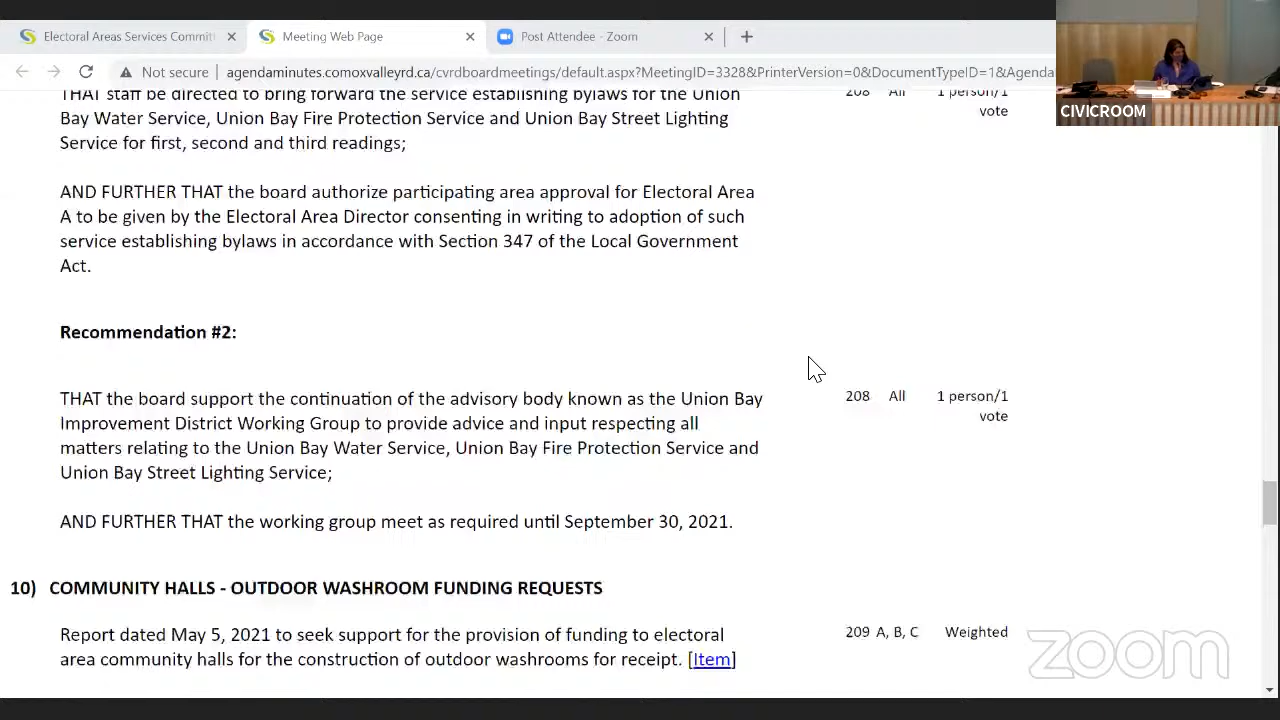 Electoral Areas Services Committ
Meeting Web Page
Post Attendee - Zoom
Not secure
agendaminutes.comoxvalleyrd.ca/cvrdboardmeetings/default.aspx?MeetingID=3328&PrinterVersion=0&DocumentTypeID=1&Agenda
CIVICROOM
THAT staff be directed to bring forward the service establishing bylaws for the Union
208 All 1 person/1
Bay Water Service, Union Bay Fire Protection Service and Union Bay Street Lighting
vote
Service for first, second and third readings;
AND FURTHER THAT the board authorize participating area approval for Electoral Area
A to be given by the Electoral Area Director consenting in writing to adoption of such
service establishing bylaws in accordance with Section 347 of the Local Government
Act.
Recommendation #2:
THAT the board support the continuation of the advisory body known as the Union Bay
208 All 1 person/1
Improvement District Working Group to provide advice and input respecting all
vote
matters relating to the Union Bay Water Service, Union Bay Fire Protection Service and
Union Bay Street Lighting Service;
AND FURTHER THAT the working group meet as required until September 30, 2021.
10) COMMUNITY HALLS - OUTDOOR WASHROOM FUNDING REQUESTS
Report dated May 5, 2021 to seek support for the provision of funding to electoral
209 A, B, C Weighted
area community halls for the construction of outdoor washrooms for receipt. [Item]
zoom